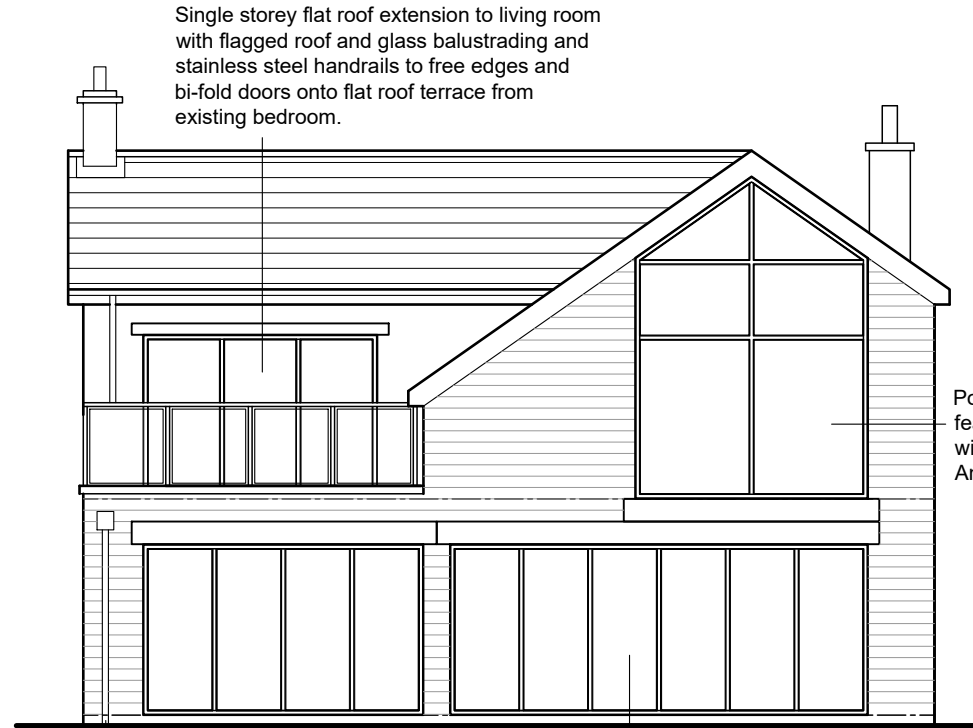 Single storey flat roof extension to living room
with flagged roof and glass balustrading and
stainless steel handrails to free edges and
bi-fold doors onto flat roof terrace from
existing bedroom.